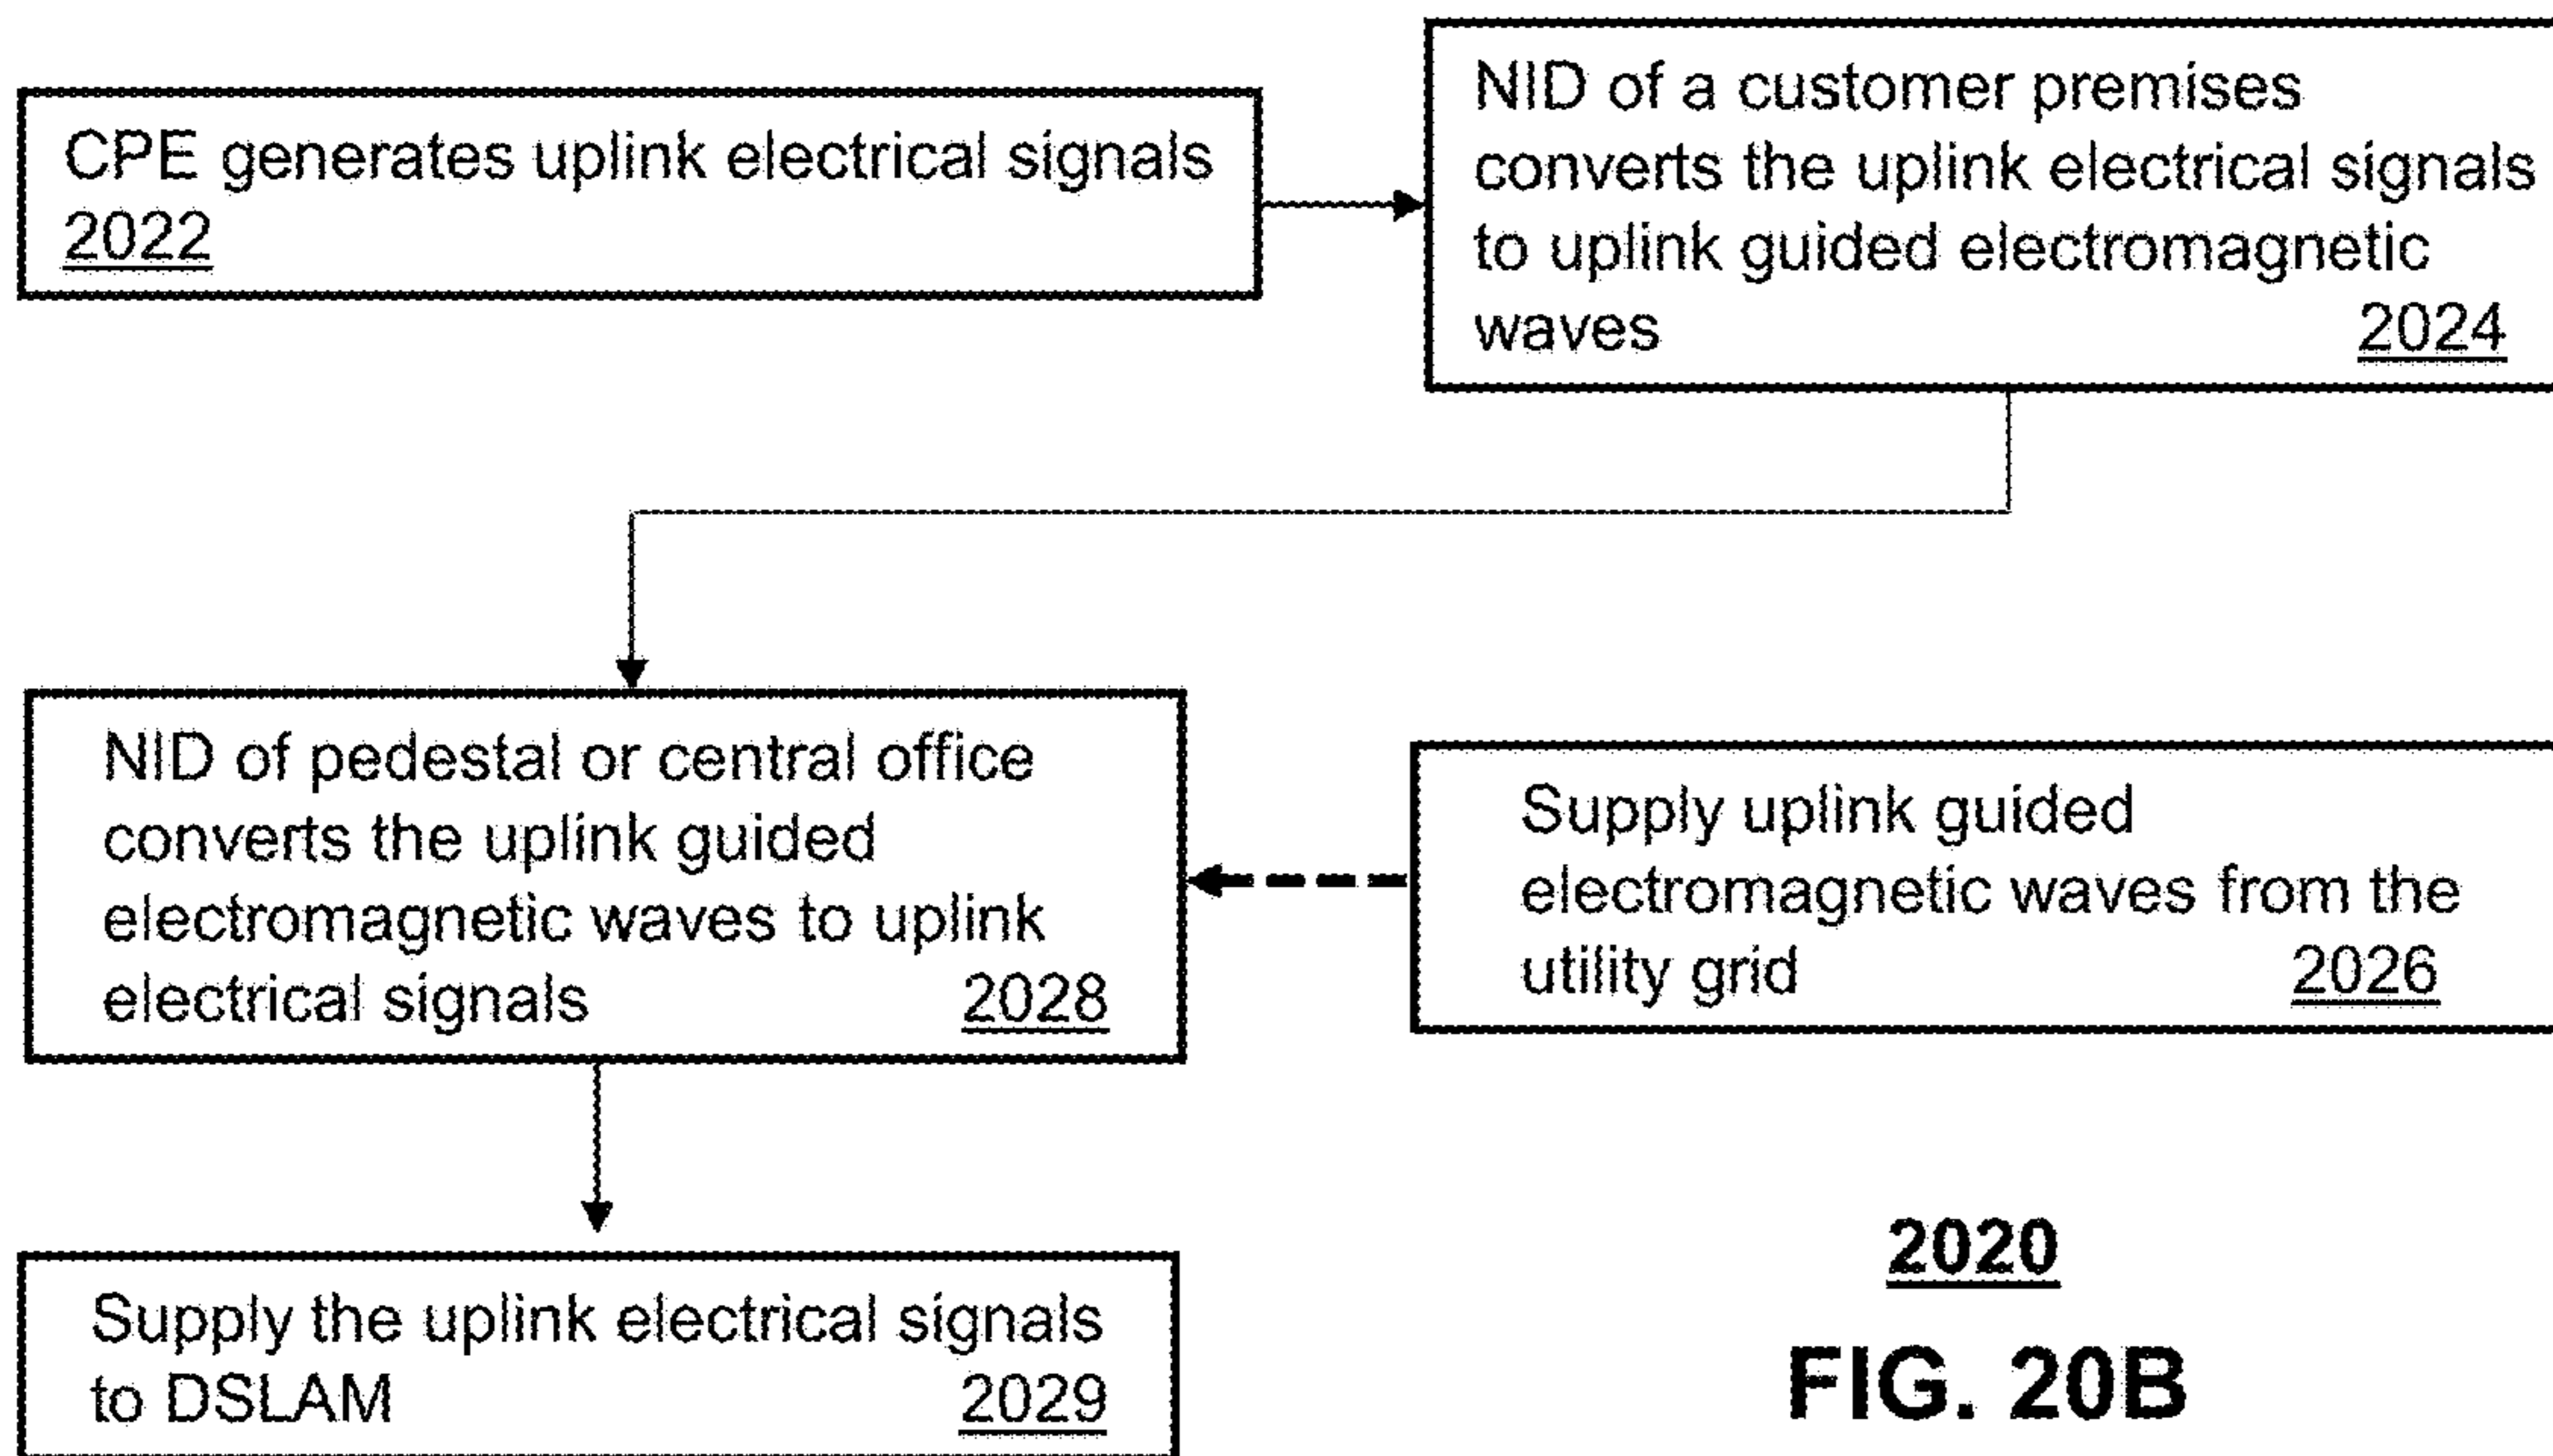 CPE generates uplink electrical signals
2022
NID of a customer premises
converts the uplink electrical signals
to uplink guided electromagnetic
waves 2024
NID of pedestal or central office
converts the uplink guided
electromagnetic waves to uplink
electrical signals 2028
Supply uplink guided
electromagnetic waves from the
utility grid 2026
Supply the uplink electrical signals
to DSLAM 2029
2020
FIG. 20B